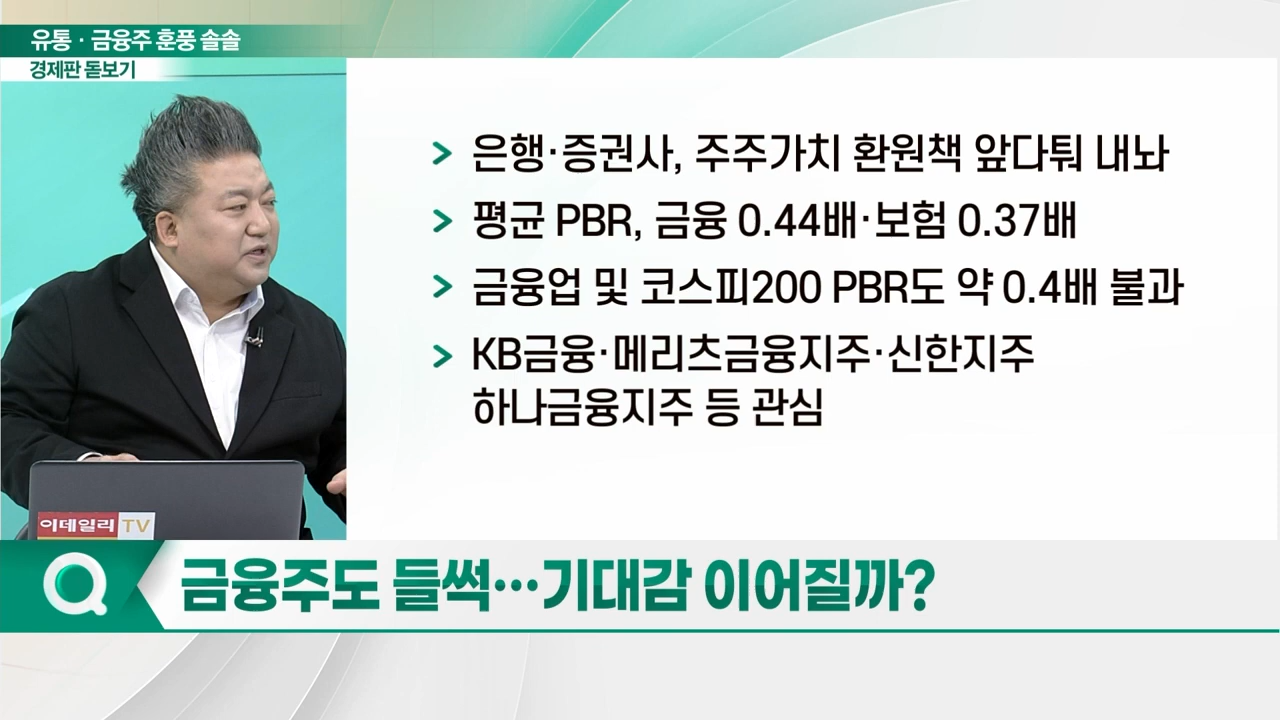 유통·금융주 훈풍 솔솔
경제판 돋보기
> 은행·증권사, 주주가치 환원책 앞다퉈 내놔
> 평균 PBR, 금융 0.44배·보험 0.37배
> 금융업 및 코스피200 PBR도 약 0.4배 불과
> KB금융·메리츠금융지주·신한지주
하나금융지주 등 관심
이데일리 TV
Q 금융주도 들썩…기대감 이어질까?